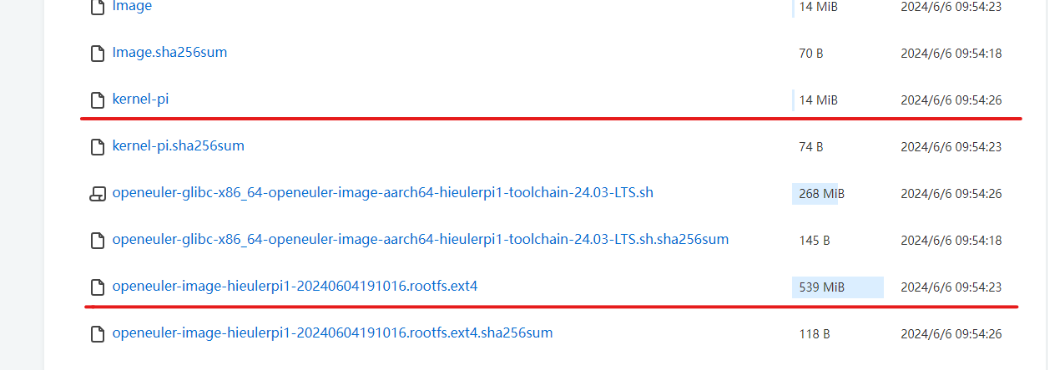 Image 14 MiB 2024/6/6 09:54:23
Image.sha256sum 70 B 2024/6/6 09:54:18
kernel-pi 14 MiB 2024/6/6 09:54:26
kernel-pi.sha256sum 74 B 2024/6/6 09:54:23
openeuler-glibc-x86_64-openeuler-image-aarch64-hieulerpi1-toolchain-24.03-LTS.sh 268 MiB 2024/6/6 09:54:26
openeuler-glibc-x86_64-openeuler-image-aarch64-hieulerpi1-toolchain-24.03-LTS.sh.sha256sum 145 B 2024/6/6 09:54:18
openeuler-image-hieulerpi1-20240604191016.rootfs.ext4 539 MiB 2024/6/6 09:54:23
openeuler-image-hieulerpi1-20240604191016.rootfs.ext4.sha256sum 118 B 2024/6/6 09:54:26